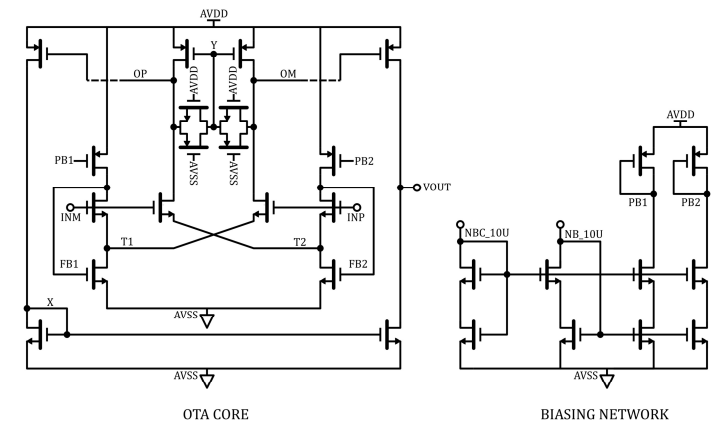 AVDD
Y
OP
OM
AVDD
AVDD
AVDD
PB1
PB2
AVSS
AVSS
VOUT
PB1
PB2
INM
INP
NBC_10U
NB_10U
T1
T2
FB1
FB2
X
AVSS
AVSS
AVSS
OTA CORE
BIASING NETWORK